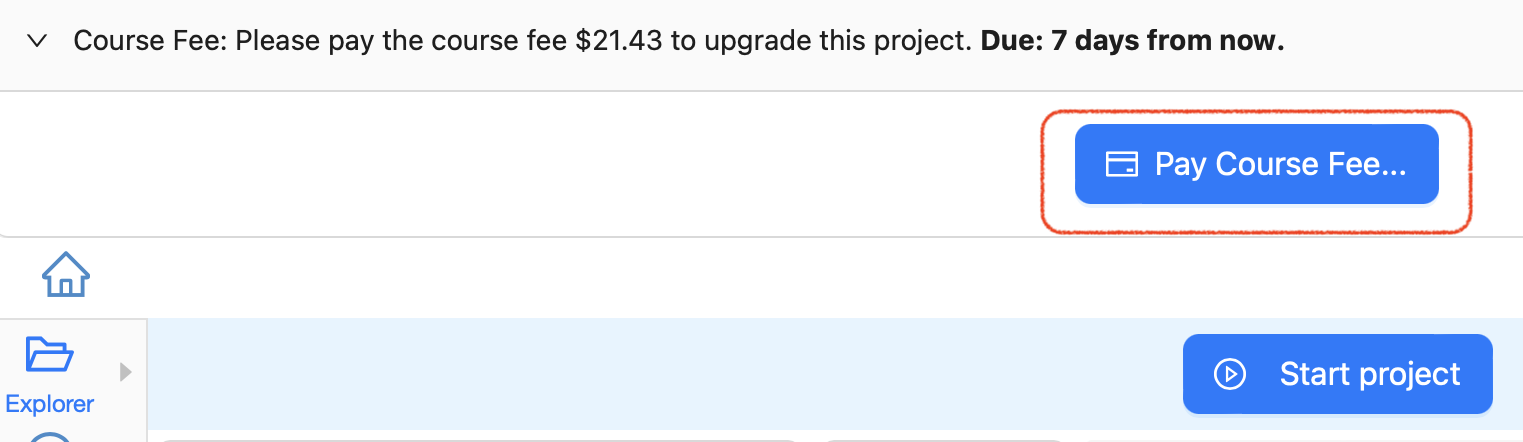 Course Fee: Please pay the course fee $21.43 to upgrade this project. Due: 7 days from now.
Pay Course Fee...
Start project
Explorer